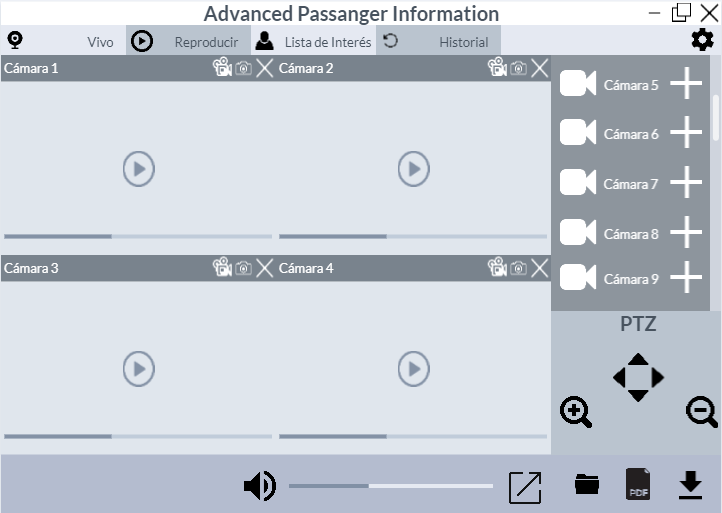 Advanced Passanger Information
Vivo
Reproducir
Lista de Interés
Historial
Cámara 1
Cámara 2
Cámara 5
Cámara 6
Cámara 7
Cámara 8
Cámara 3
Cámara 4
Cámara 9
PTZ
PDF